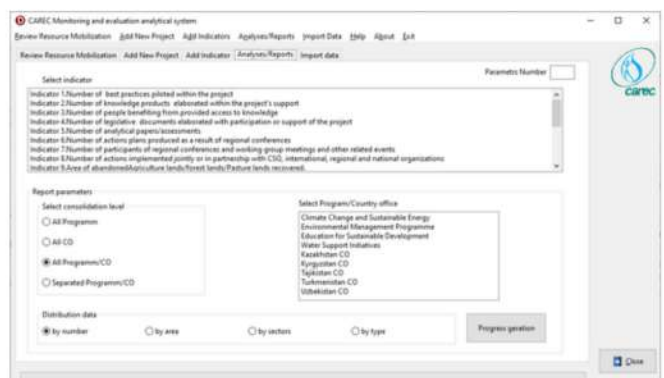 CAREC Monitoring and evaluation analytical system
Review Resource Mobilization Add New Project Add Indicators Agalyses/Reports Import Data Help About Exit
Review Resource Mobilization Add New Project Add Indicator Analyses/Reports Import data
Parametrs Number
Select indicator
Indicator 1.Number of best practices piloted within the project
Indicator 2.Number of knowledge products elaborated within the project's support
Indicator 3.Number of people benefiting from provided access to knowledge
Indicator 4.Number of legislative documents elaborated with participation or support of the project
Indicator 5.Number of analytical papers/assessments
Indicator 6.Number of actions plans produced as a result of regional conferences
Indicator 7.Number of participants of regional conferences and working group meetings and other related events
Indicator 8.Number of actions implemented jointly or in partnership with CSO, international, regional and national organizations
Indicator 9.Area of abandonedAgriculture lands/forest lands/Pasture lands recovered.
carec
Report parameters
Select consolidation level
All Programm
All CO
All Programm/CO
Separated Programm/CO
Select Program/Country office
Climate Change and Sustainable Energy
Environmental Management Programme
Education for Sustainable Development
Water Support Initiatives
Kazakhstan CO
Kyrgyzstan CO
Tajikistan CO
Turkmenistan CO
Uzbekistan CO
Distribution data
by number by area by sectors by type
Progress geration
Close